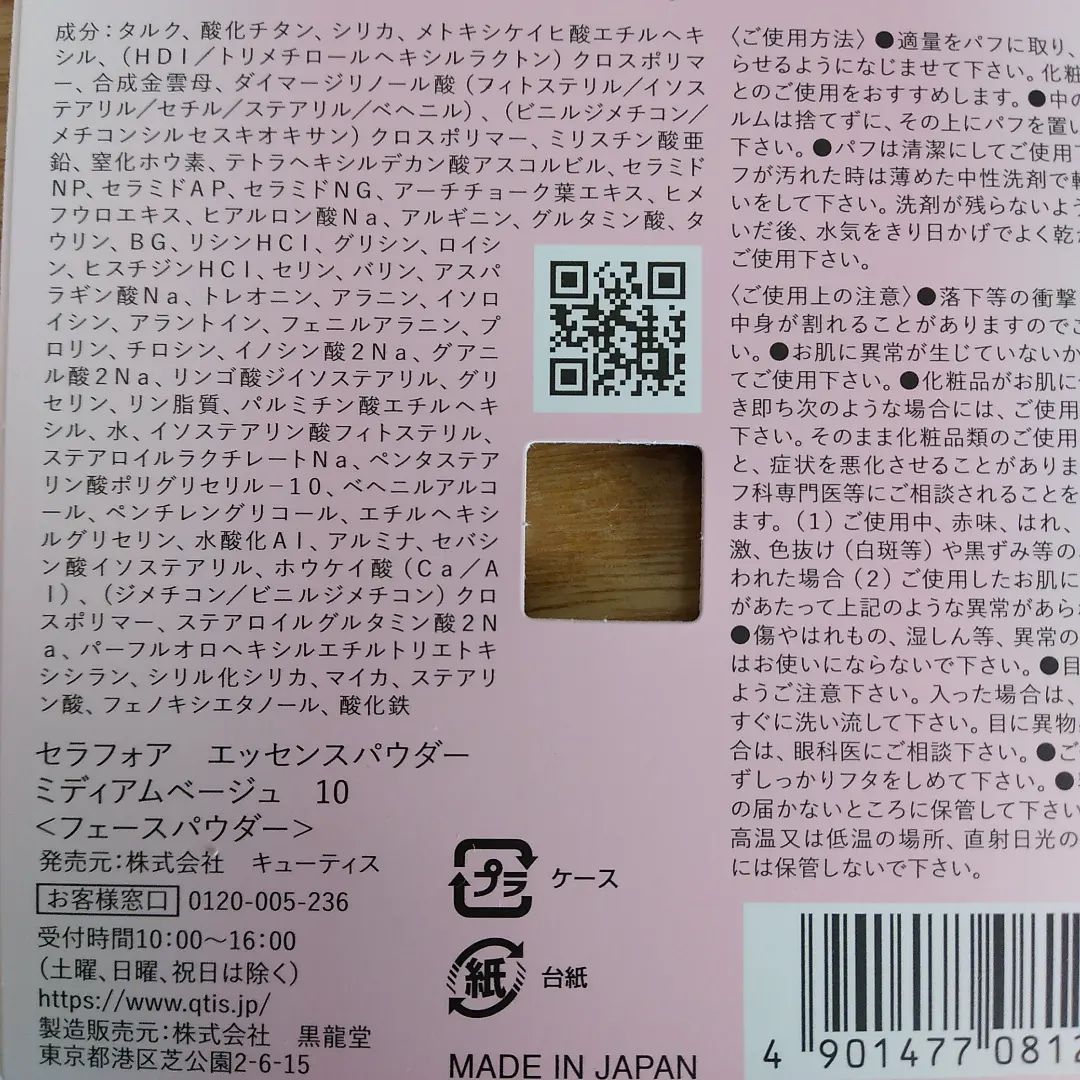 成分：タルク、酸化チタン、シリカ、メトキシケイヒ酸エチルヘキ
シル、（ＨＤＩ／トリメチロールヘキシルラクトン）クロスポリマ
ー、合成金雲母、ダイマージリノール酸（フィトステリル／イソス
テアリル／セチル／ステアリル／ベヘニル）、（ビニルジメチコン／
メチコンシルセスキオキサン）クロスポリマー、ミリスチン酸亜
鉛、窒化ホウ素、テトラヘキシルデカン酸アスコルビル、セラミド
ＮＰ、セラミドＡＰ、セラミドＮＧ、アーチチョーク葉エキス、ヒメ
フウロエキス、ヒアルロン酸Ｎａ、アルギニン、グルタミン酸、タ
ウリン、ＢＧ、リシンＨＣｌ、グリシン、ロイシ
ン、ヒスチジンＨＣｌ、セリン、バリン、アスパ
ラギン酸Ｎａ、トレオニン、アラニン、イソロ
イシン、アラントイン、フェニルアラニン、プ
ロリン、チロシン、イノシン酸２Ｎａ、グアニ
ル酸２Ｎａ、リンゴ酸ジイソステアリル、グリ
セリン、リン脂質、パルミチン酸エチルヘキ
シル、水、イソステアリン酸フィトステリル、
ステアロイルラクチレートＮａ、ペンタステア
リン酸ポリグリセリル－１０、ベヘニルアルコ
ール、ペンチレングリコール、エチルヘキシ
ルグリセリン、水酸化Ａｌ、アルミナ、セバシ
ン酸イソステアリル、ホウケイ酸（Ｃａ／Ａ
ｌ）、（ジメチコン／ビニルジメチコン）クロ
スポリマー、ステアロイルグルタミン酸２Ｎ
ａ、パーフルオロヘキシルエチルトリエトキ
シシラン、シリル化シリカ、マイカ、ステアリ
ン酸、フェノキシエタノール、酸化鉄
セラフォア　エッセンスパウダー
ミディアムベージュ　10
＜フェースパウダー＞
発売元：株式会社　キューティス
お客様窓口 0120-005-236
受付時間10：00～16：00
（土曜、日曜、祝日は除く）
https://www.qtis.jp/
製造販売元：株式会社　黒龍堂
東京都港区芝公園2-6-15
プラ ケース
紙 台紙
MADE IN JAPAN
〈ご使用方法〉●適量をパフに取り、
らせるようになじませて下さい。化粧
とのご使用をおすすめします。●中の
ルムは捨てずに、その上にパフを置い
下さい。●パフは清潔にしてご使用下
フが汚れた時は薄めた中性洗剤で軽
いをして下さい。洗剤が残らないよう
いだ後、水気をきり日かげでよく乾か
ご使用下さい。
〈ご使用上の注意〉●落下等の衝撃
中身が割れることがありますのでご
い。●お肌に異常が生じていないか
てご使用下さい。●化粧品がお肌に
き即ち次のような場合には、ご使用
下さい。そのまま化粧品類のご使用
と、症状を悪化させることがありま
フ科専門医等にご相談されることを
ます。（1）ご使用中、赤味、はれ、
激、色抜け（白斑等）や黒ずみ等の
われた場合（2）ご使用したお肌に
があたって上記のような異常があら
●傷やはれもの、湿しん等、異常の
はお使いにならないで下さい。●目
ようご注意下さい。入った場合は、
すぐに洗い流して下さい。目に異物
合は、眼科医にご相談下さい。●ご
ずしっかりフタをしめて下さい。●
の届かないところに保管して下さい
高温又は低温の場所、直射日光の
には保管しないで下さい。
4 901477 0812